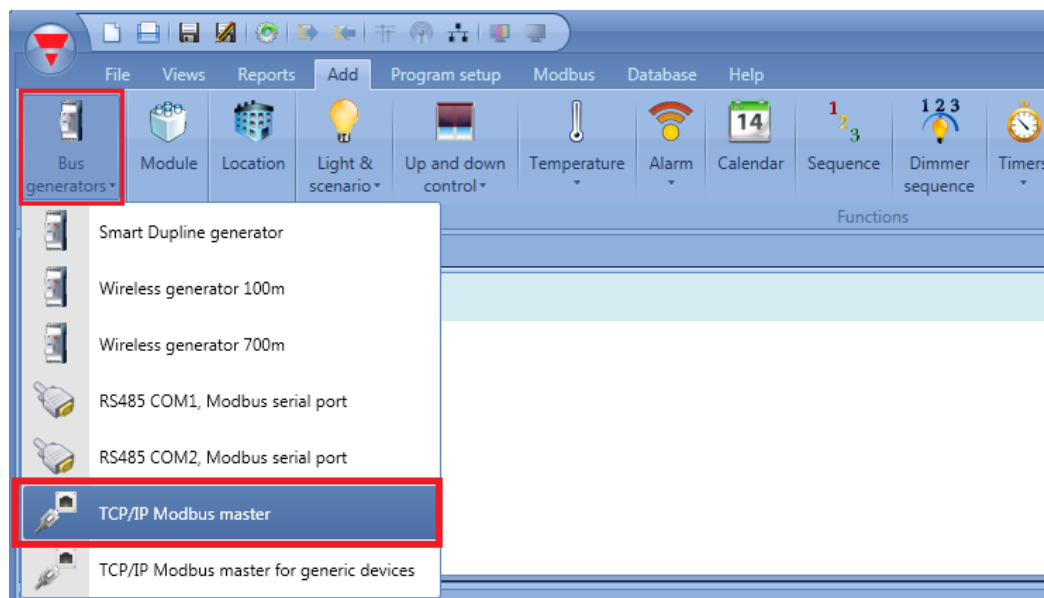 File Views Reports Add Program setup Modbus Database Help
14 1 2 3 1 2 3
Bus generators Module Location Light & scenario Up and down control Temperature Alarm Calendar Sequence Dimmer sequence Timers
Functions
Smart Dupline generator
Wireless generator 100m
Wireless generator 700m
RS485 COM1, Modbus serial port
RS485 COM2, Modbus serial port
TCP/IP Modbus master
TCP/IP Modbus master for generic devices